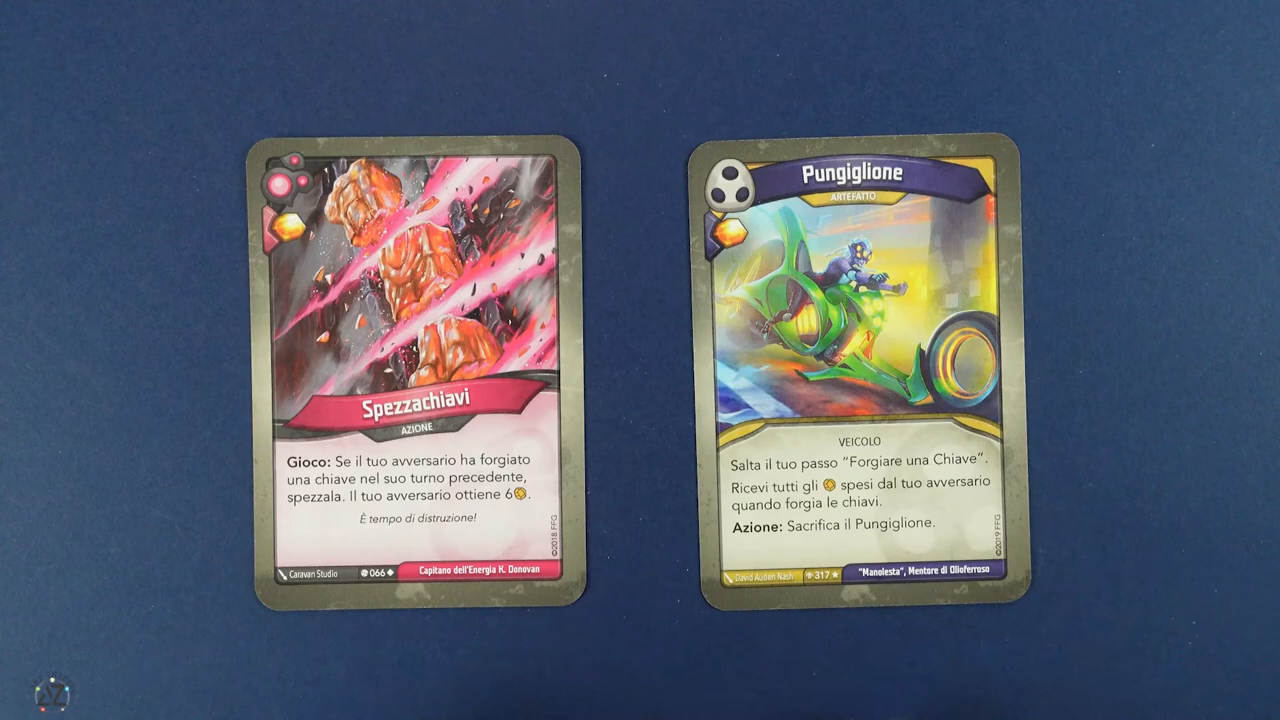 Spezzachiavi
AZIONE
Gioco: Se il tuo avversario ha forgiato
una chiave nel suo turno precedente,
spezzala. Il tuo avversario ottiene 6.
È tempo di distruzione!
©2018 FFG
Caravan Studio
066
Capitano dell'Energia K. Donovan
Pungiglione
ARTEFATTO
VEICOLO
Salta il tuo passo “Forgiare una Chiave”.
Ricevi tutti gli spesi dal tuo avversario
quando forgia le chiavi.
Azione: Sacrifica il Pungiglione.
©2019 FFG
David Auden Nash
317
"Manolesta", Mentore di Olioferroso